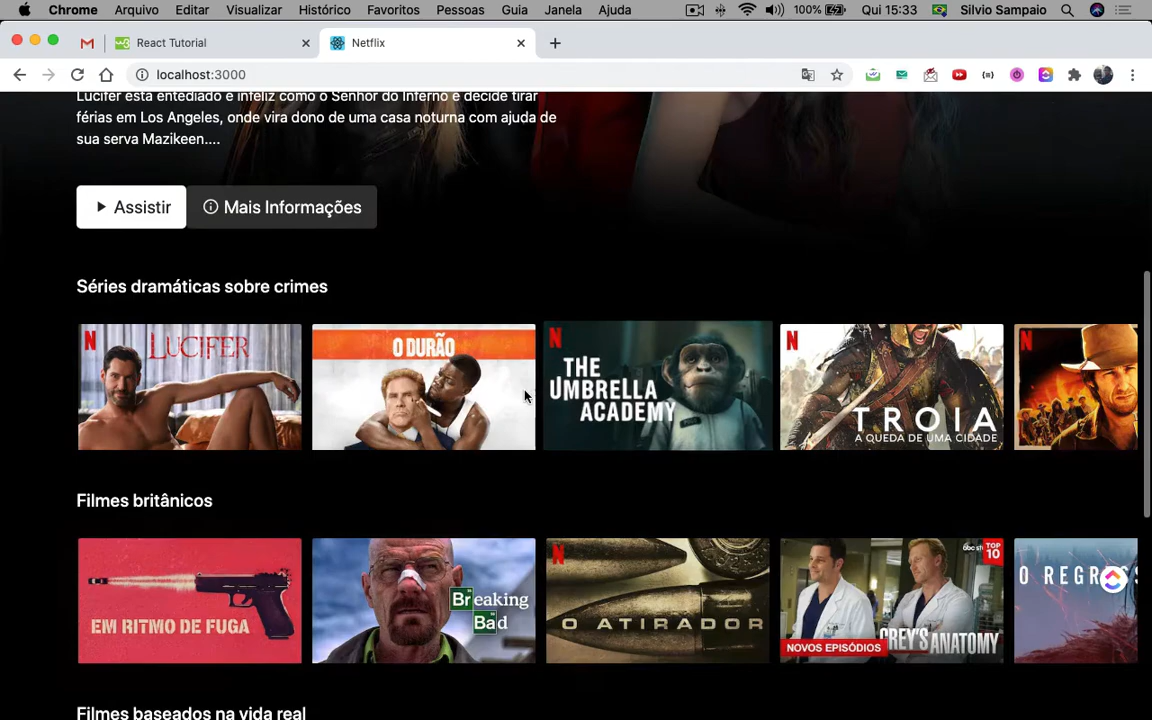 Chrome Arquivo Editar Visualizar Histórico Favoritos Pessoas Guia Janela Ajuda 100% Qui 15:33 Silvio Sampaio
React Tutorial Netflix
localhost:3000
Lucifer está entediado e infeliz como o Senhor do Inferno e decide tirar
férias em Los Angeles, onde vira dono de uma casa noturna com ajuda de
sua serva Mazikeen....
Assistir Mais Informações
Séries dramáticas sobre crimes
N LUCIFER
O DURÃO
N THE
UMBRELLA
ACADEMY
N TROIA
A QUEDA DE UMA CIDADE
N
Filmes britânicos
EM RITMO DE FUGA
Breaking
Bad
N O ATIRADOR
abc st
TOP
10
GREY'S ANATOMY
NOVOS EPISÓDIOS
O REGR
Filmes baseados na vida real